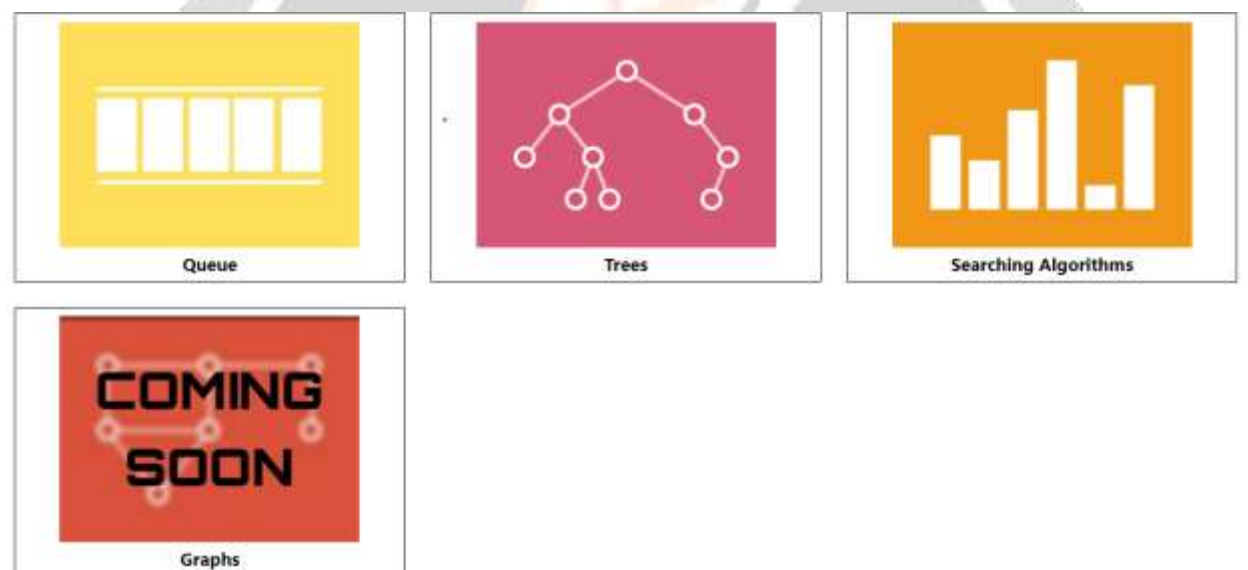 Queue
Trees
Searching Algorithms
COMING
SOON
Graphs